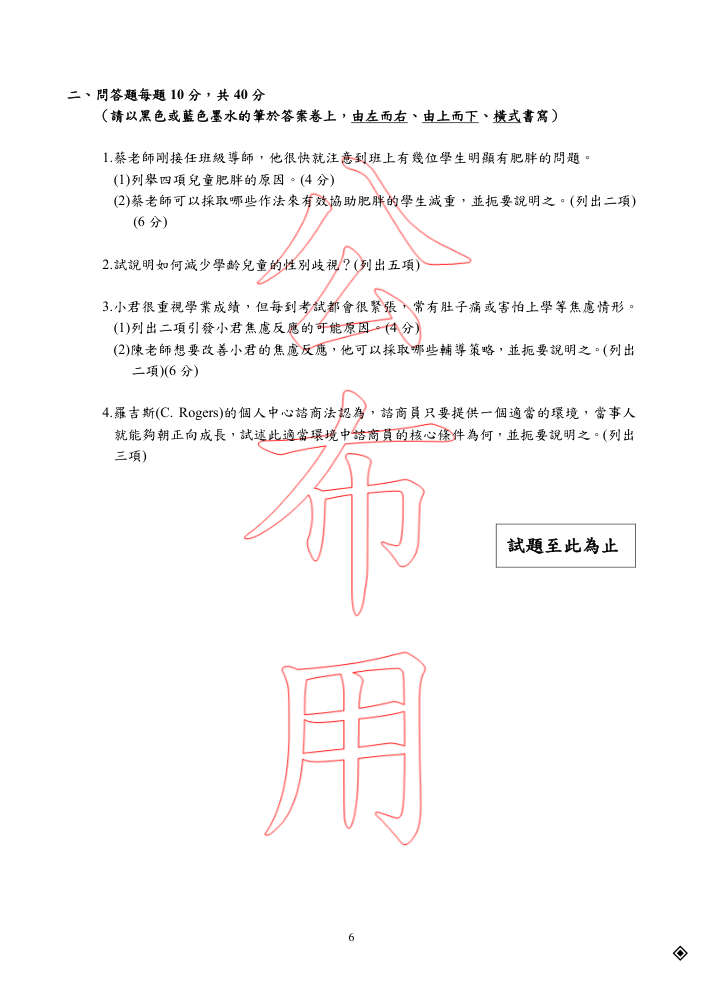 二、問答題每題 10 分，共 40 分
（請以黑色或藍色墨水的筆於答案卷上，由左而右、由上而下、橫式書寫）
1.蔡老師剛接任班級導師，他很快就注意到班上有幾位學生明顯有肥胖的問題。
(1)列舉四項兒童肥胖的原因。(4 分)
(2)蔡老師可以採取哪些作法來有效協助肥胖的學生減重，並扼要說明之。(列出二項)
(6 分)
2.試說明如何減少學齡兒童的性別歧視？(列出五項)
3.小君很重視學業成績，但每到考試都會很緊張，常有肚子痛或害怕上學等焦慮情形。
(1)列出二項引發小君焦慮反應的可能原因。(4 分)
(2)陳老師想要改善小君的焦慮反應，他可以採取哪些輔導策略，並扼要說明之。(列出
二項)(6 分)
4.羅吉斯(C. Rogers)的個人中心諮商法認為，諮商員只要提供一個適當的環境，當事人
就能夠朝正向成長，試述此適當環境中諮商員的核心條件為何，並扼要說明之。(列出
三項)
試題至此為止
公
布
用
6